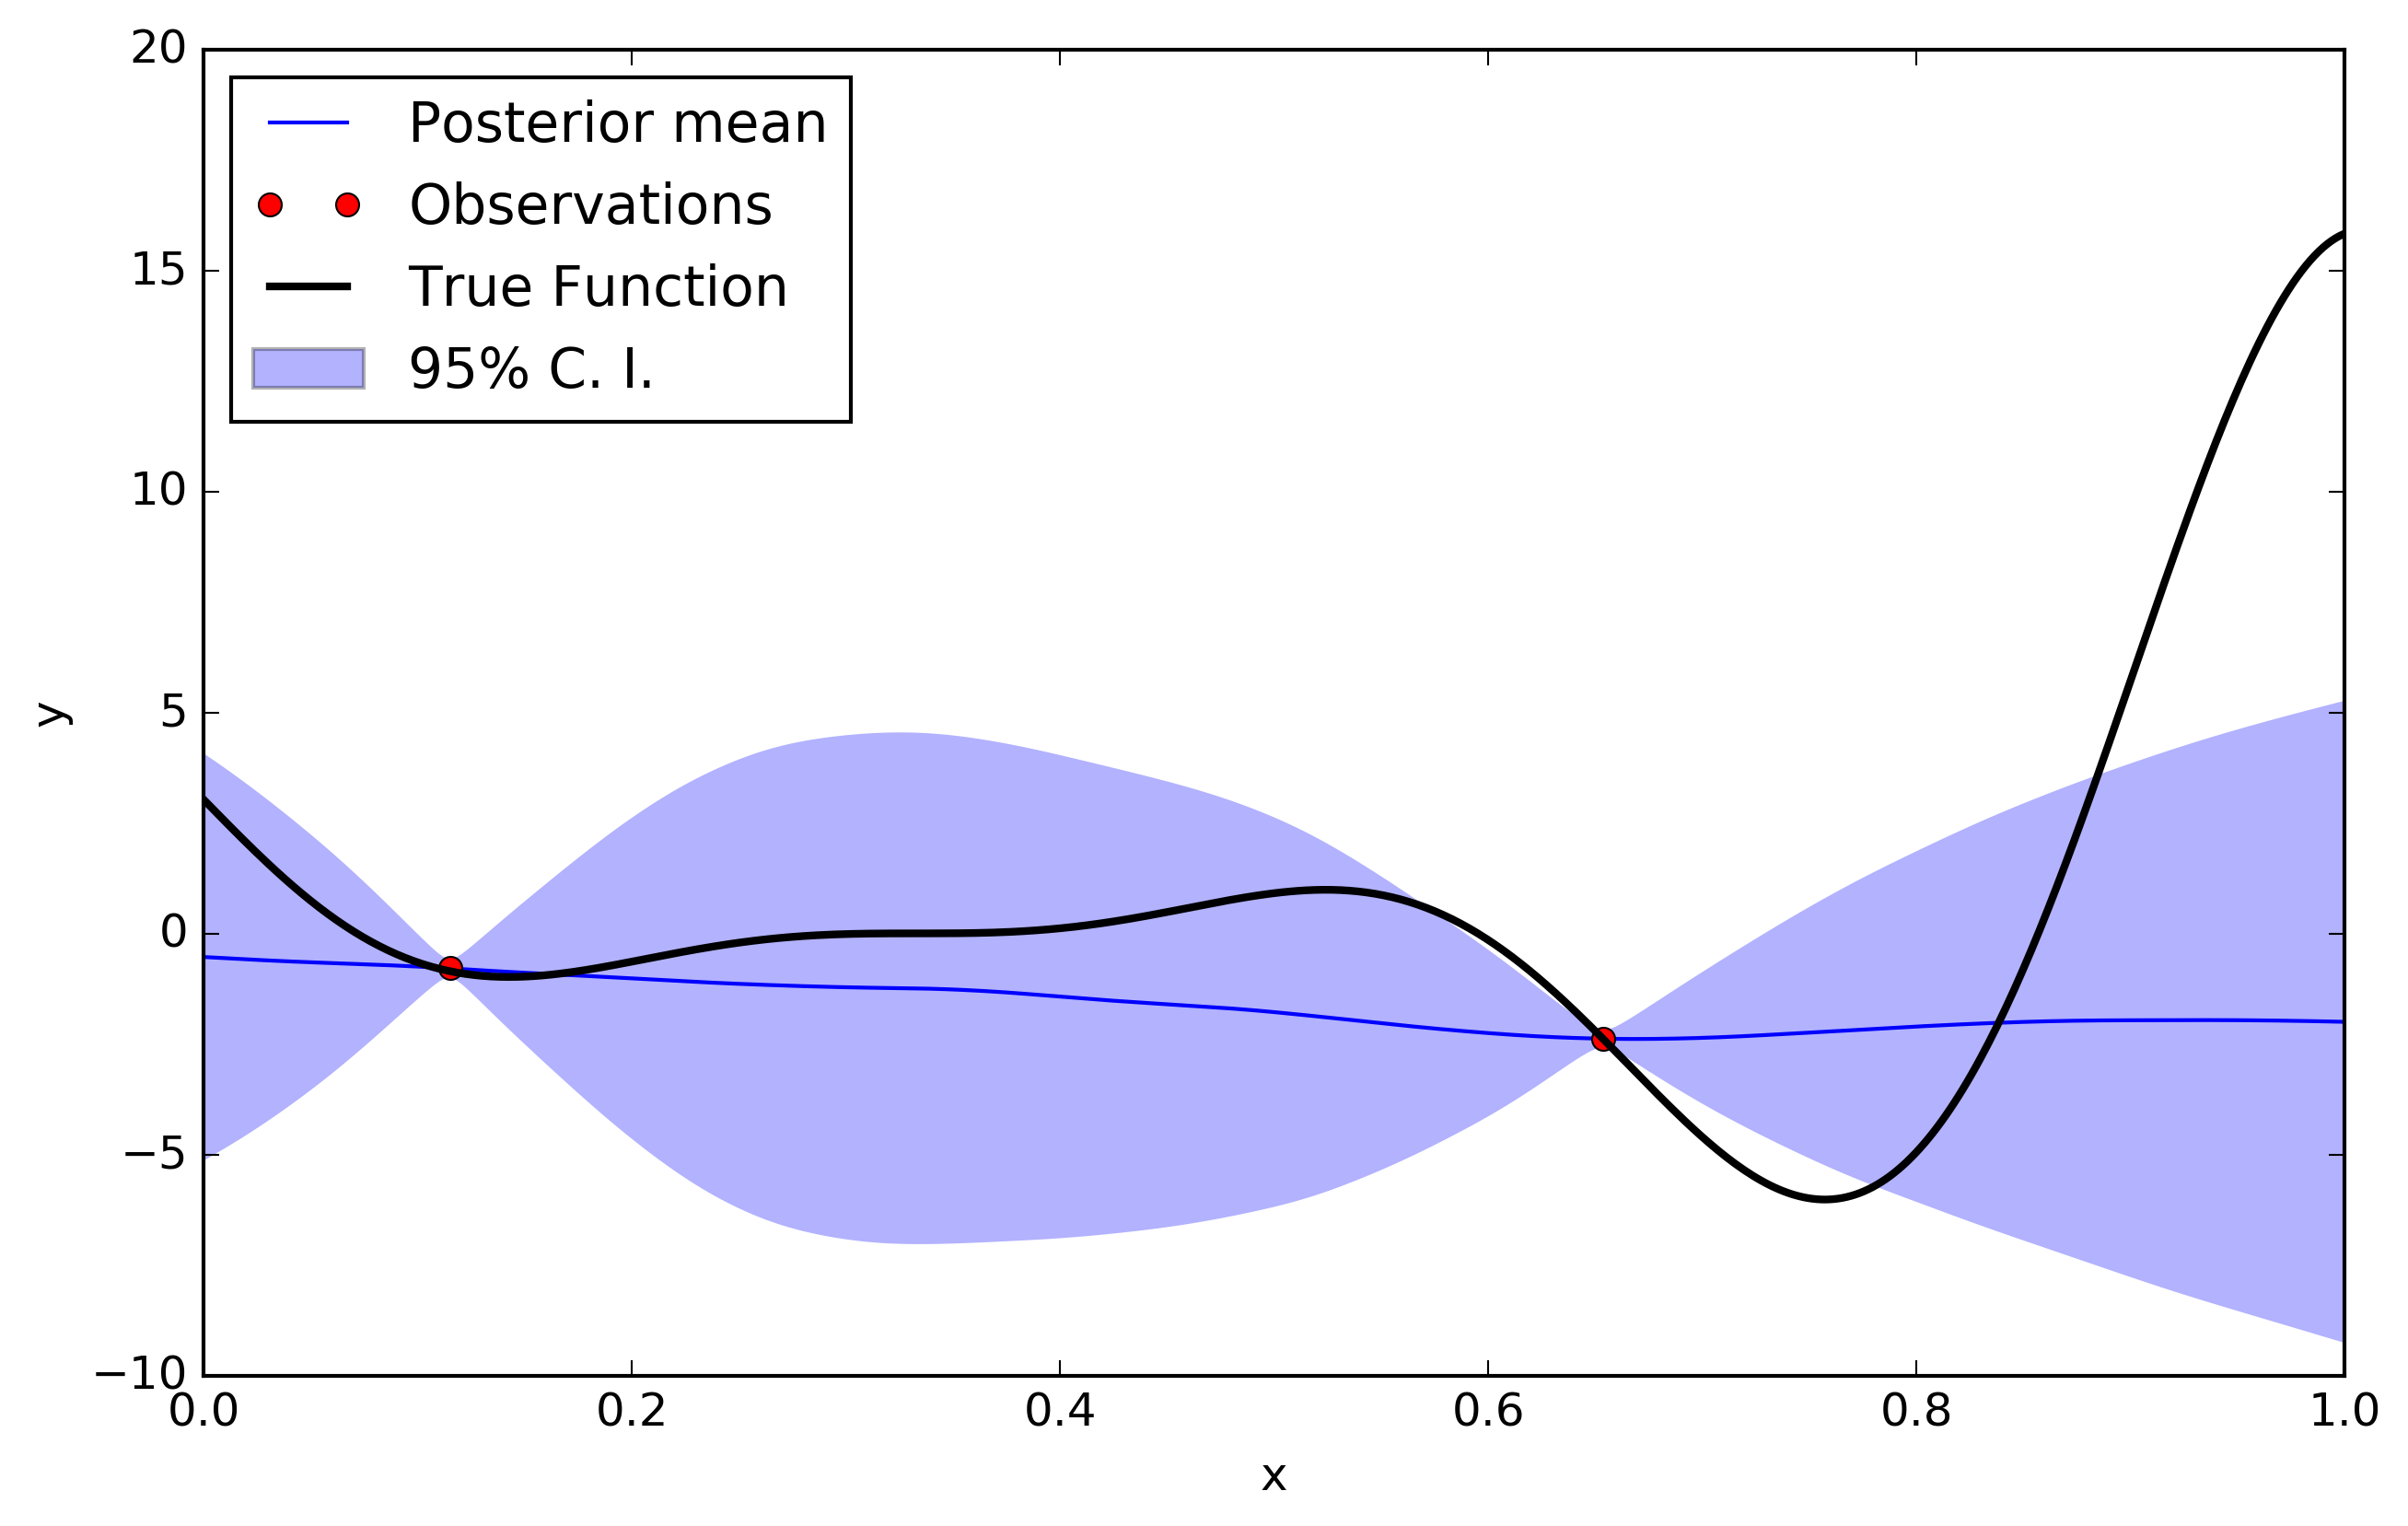 20
15
10
5
0
−5
−10
Posterior mean
Observations
True Function
95% C. I.
y
0.0 0.2 0.4 0.6 0.8 1.0
x